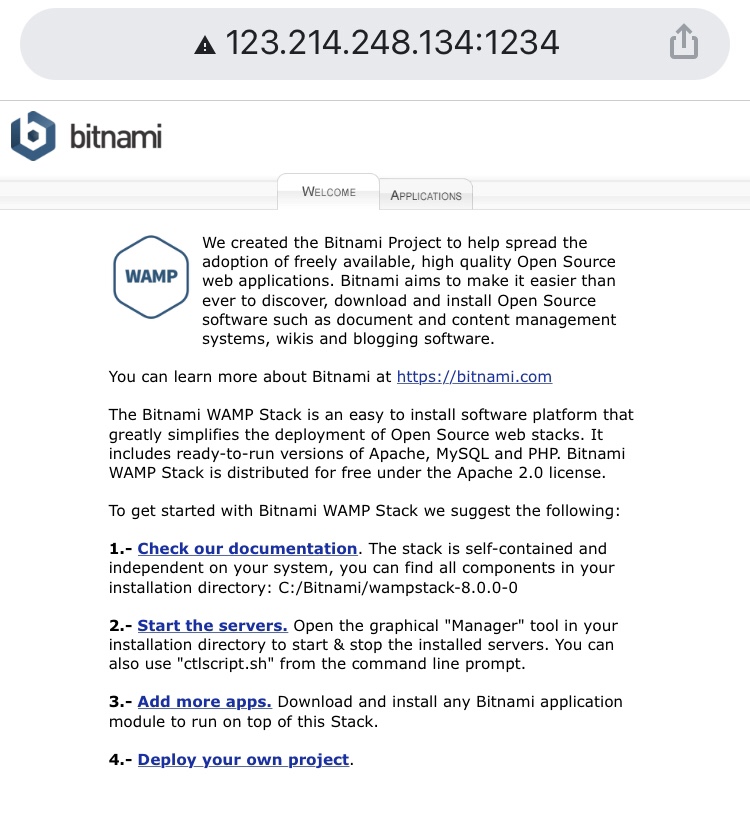 123.214.248.134:1234
bitnami
WELCOME
APPLICATIONS
WAMP
We created the Bitnami Project to help spread the
adoption of freely available, high quality Open Source
web applications. Bitnami aims to make it easier than
ever to discover, download and install Open Source
software such as document and content management
systems, wikis and blogging software.
You can learn more about Bitnami at https://bitnami.com
The Bitnami WAMP Stack is an easy to install software platform that
greatly simplifies the deployment of Open Source web stacks. It
includes ready-to-run versions of Apache, MySQL and PHP. Bitnami
WAMP Stack is distributed for free under the Apache 2.0 license.
To get started with Bitnami WAMP Stack we suggest the following:
1.- Check our documentation. The stack is self-contained and
independent on your system, you can find all components in your
installation directory: C:/Bitnami/wampstack-8.0.0-0
2.- Start the servers. Open the graphical "Manager" tool in your
installation directory to start & stop the installed servers. You can
also use "ctlscript.sh" from the command line prompt.
3.- Add more apps. Download and install any Bitnami application
module to run on top of this Stack.
4.- Deploy your own project.